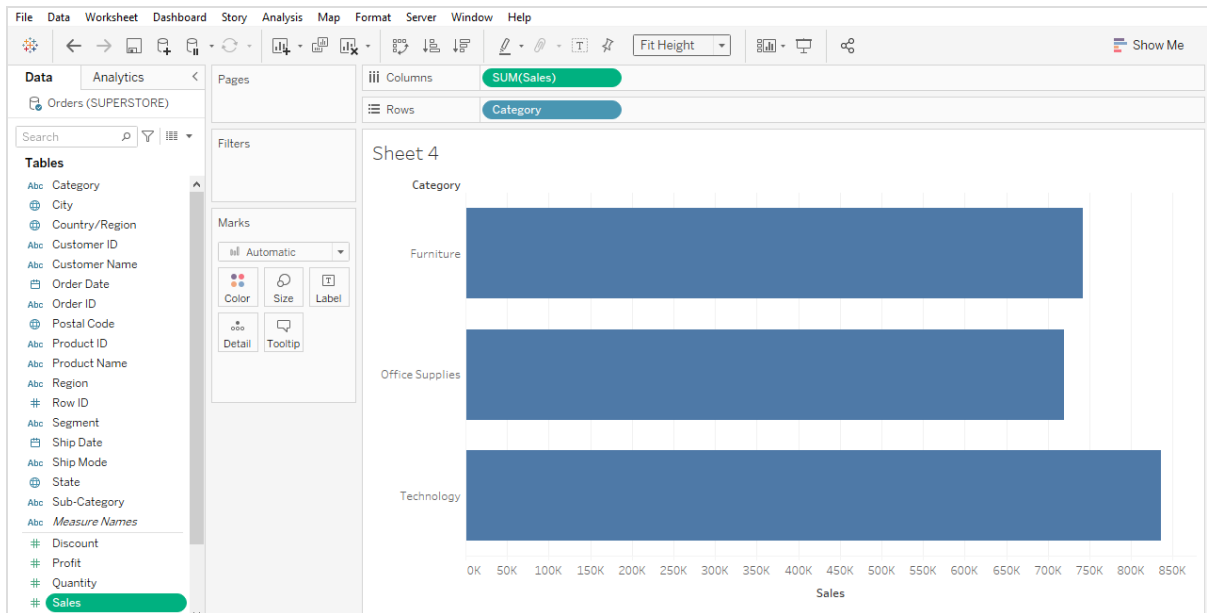 File Data Worksheet Dashboard Story Analysis Map Format Server Window Help
Fit Height
Show Me
Data Analytics
Orders (SUPERSTORE)
Search
Tables
Abc Category
City
Country/Region
Abc Customer ID
Abc Customer Name
Order Date
Abc Order ID
Postal Code
Abc Product ID
Abc Product Name
Abc Region
# Row ID
Abc Segment
Ship Date
Abc Ship Mode
State
Abc Sub-Category
Abc Measure Names
# Discount
# Profit
# Quantity
# Sales
Pages
Filters
Marks
Automatic
Color Size Label
Detail Tooltip
Columns SUM(Sales)
Rows Category
Sheet 4
Category
Furniture
Office Supplies
Technology
0K 50K 100K 150K 200K 250K 300K 350K 400K 450K 500K 550K 600K 650K 700K 750K 800K 850K
Sales